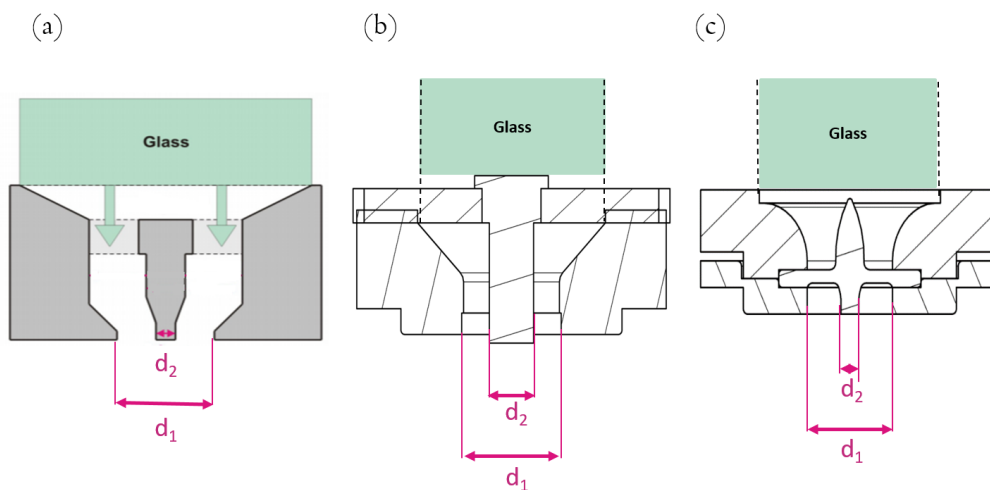 (a)
(b)
(c)
Glass
Glass
Glass
d₂
d₁
d₂
d₁
d₂
d₁